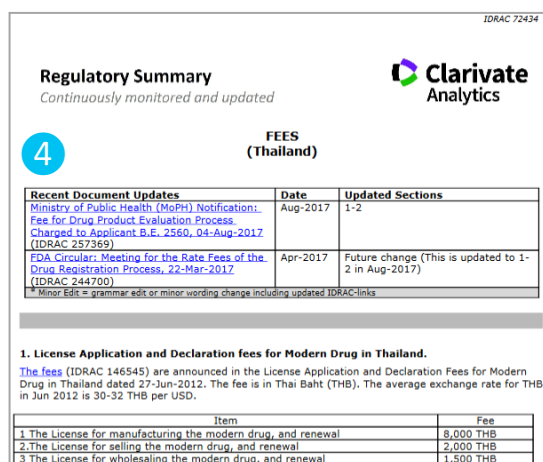 IDRAC 72434
Regulatory Summary
Continuously monitored and updated
Clarivate
Analytics
4
FEES
(Thailand)
Recent Document Updates Date Updated Sections
Ministry of Public Health (MoPH) Notification: Aug-2017 1-2
Fee for Drug Product Evaluation Process
Charged to Applicant B.E. 2560, 04-Aug-2017
(IDRAC 257369)
FDA Circular: Meeting for the Rate Fees of the Apr-2017 Future change (This is updated to 1-
Drug Registration Process, 22-Mar-2017 2 in Aug-2017)
(IDRAC 244700)
* Minor Edit = grammar edit or minor wording change including updated IDRAC-links
1. License Application and Declaration fees for Modern Drug in Thailand.
The fees (IDRAC 146545) are announced in the License Application and Declaration Fees for Modern
Drug in Thailand dated 27-Jun-2012. The fee is in Thai Baht (THB). The average exchange rate for THB
in Jun 2012 is 30-32 THB per USD.
Item Fee
1 The License for manufacturing the modern drug, and renewal 8,000 THB
2.The License for selling the modern drug, and renewal 2,000 THB
3 The License for wholesaling the modern drug, and renewal 1,500 THB